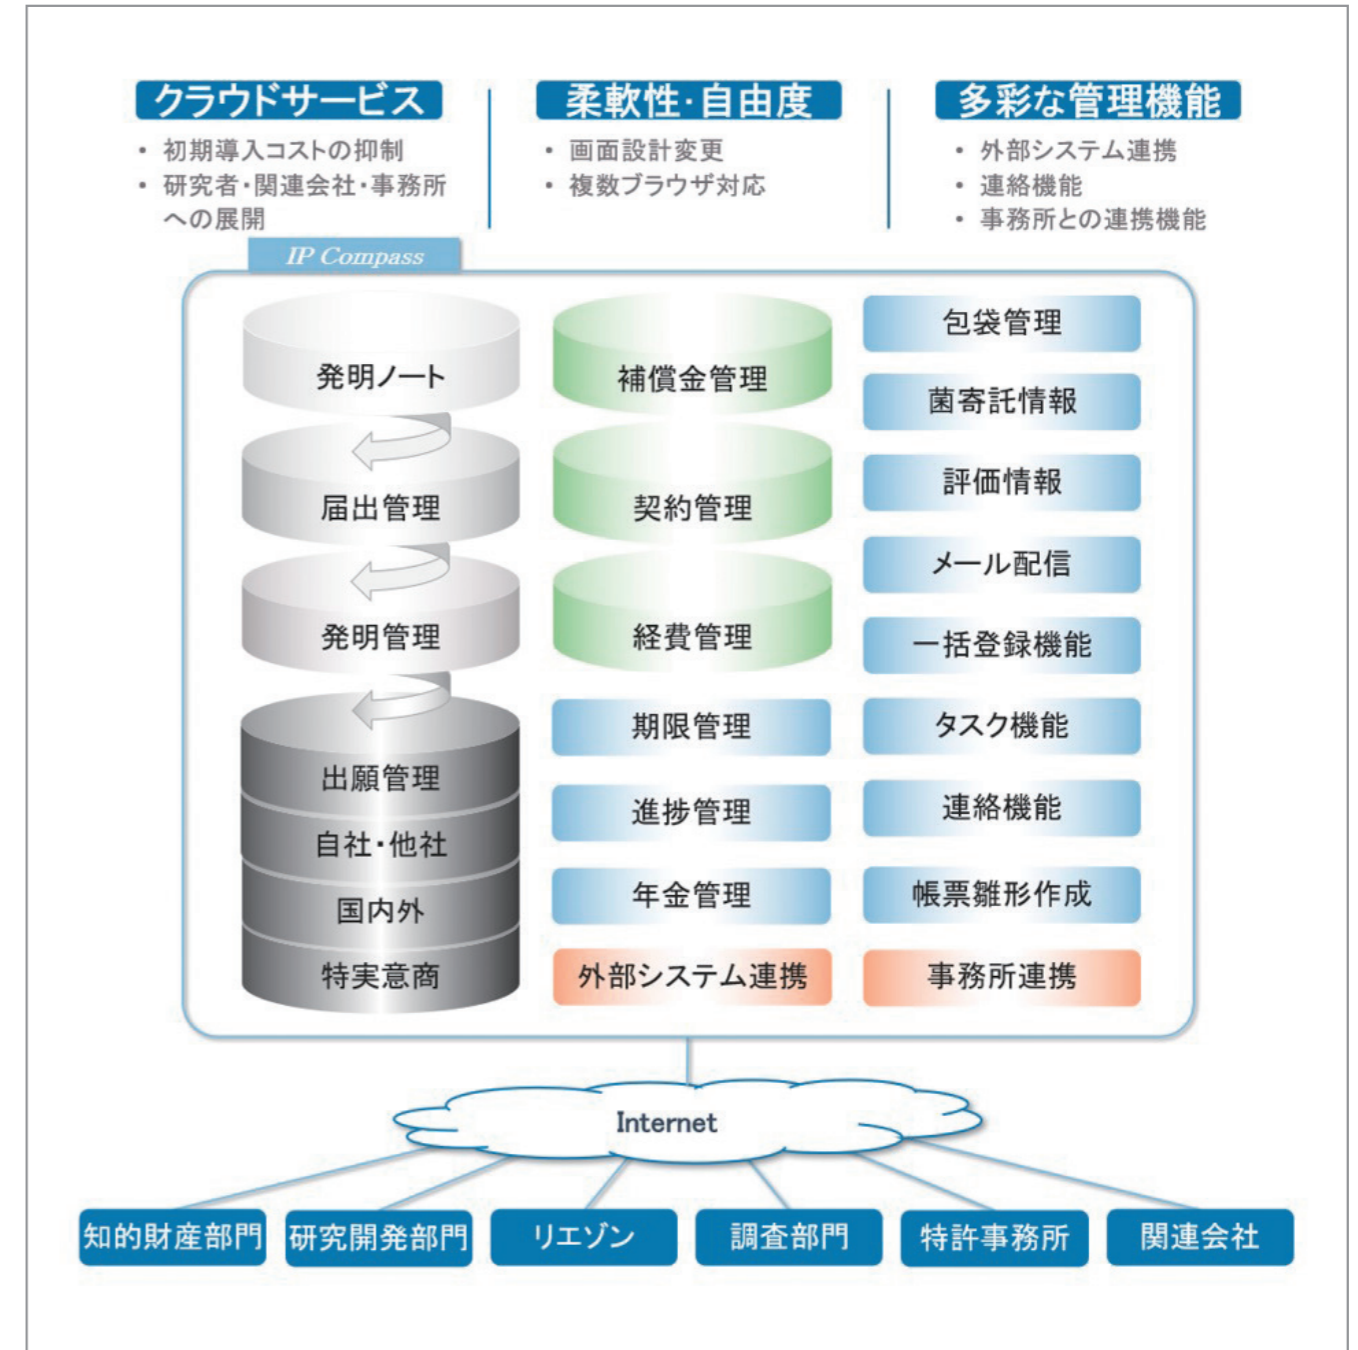 クラウドサービス
・ 初期導入コストの抑制
・ 研究者・関連会社・事務所
への展開
柔軟性・自由度
・ 画面設計変更
・ 複数ブラウザ対応
多彩な管理機能
・ 外部システム連携
・ 連絡機能
・ 事務所との連携機能
IP Compass
発明ノート
届出管理
発明管理
出願管理
自社・他社
国内外
特実意商
補償金管理
契約管理
経費管理
期限管理
進捗管理
年金管理
外部システム連携
包袋管理
菌寄託情報
評価情報
メール配信
一括登録機能
タスク機能
連絡機能
帳票雛形作成
事務所連携
Internet
知的財産部門
研究開発部門
リエゾン
調査部門
特許事務所
関連会社